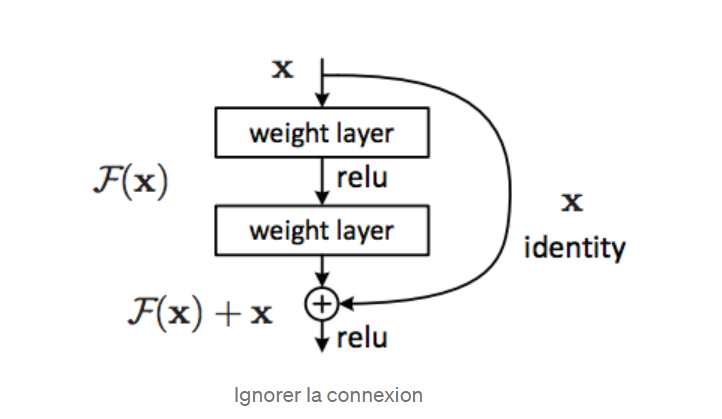 x
weight layer
relu
F(x)
x
weight layer
identity
F(x) + x
+
relu
Ignorer la connexion